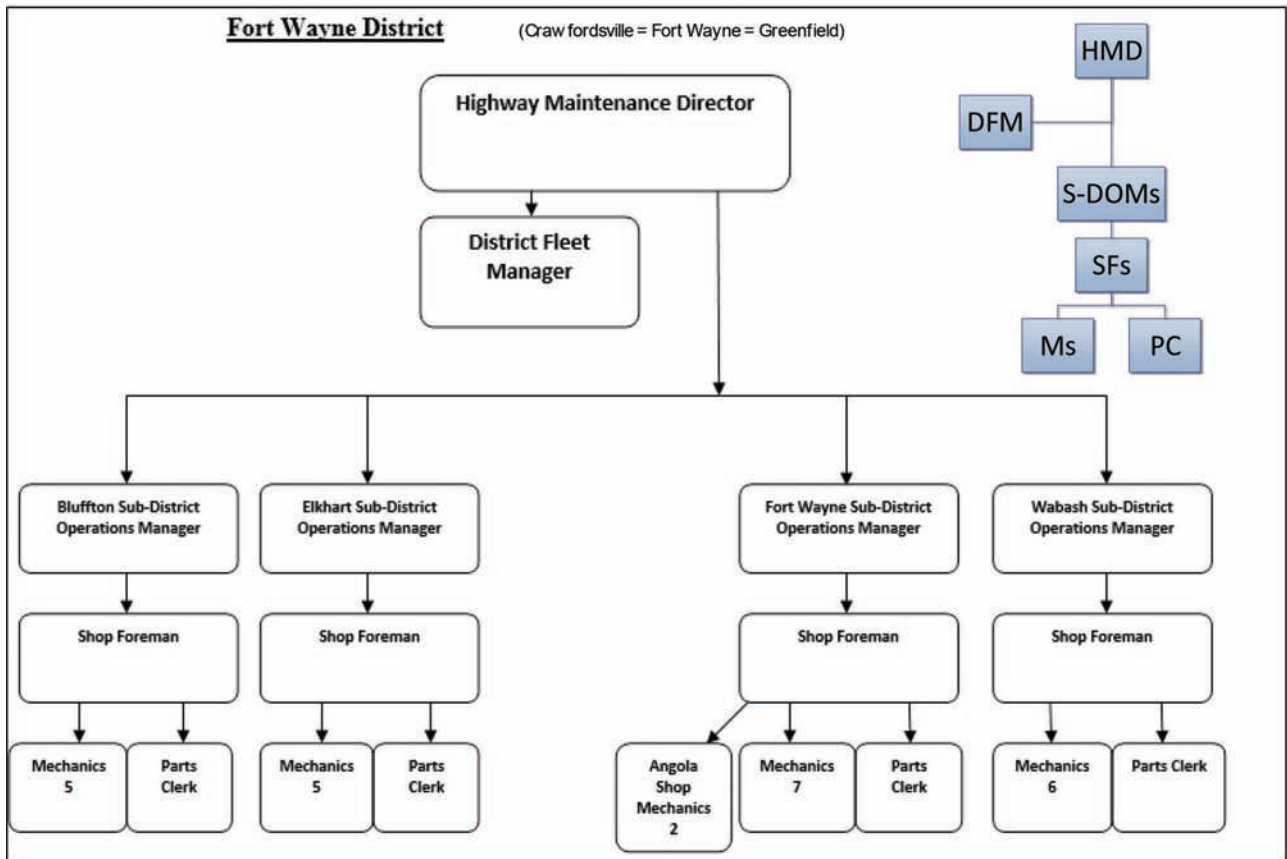 Fort Wayne District
(Crawfordsville = Fort Wayne = Greenfield)
HMD
DFM
S-DOMs
SFs
Ms
PC
Highway Maintenance Director
District Fleet
Manager
Bluffton Sub-District
Operations Manager
Elkhart Sub-District
Operations Manager
Fort Wayne Sub-District
Operations Manager
Wabash Sub-District
Operations Manager
Shop Foreman
Shop Foreman
Shop Foreman
Shop Foreman
Mechanics
5
Parts
Clerk
Mechanics
5
Parts
Clerk
Angola
Shop
Mechanics
2
Mechanics
7
Parts
Clerk
Mechanics
6
Parts Clerk